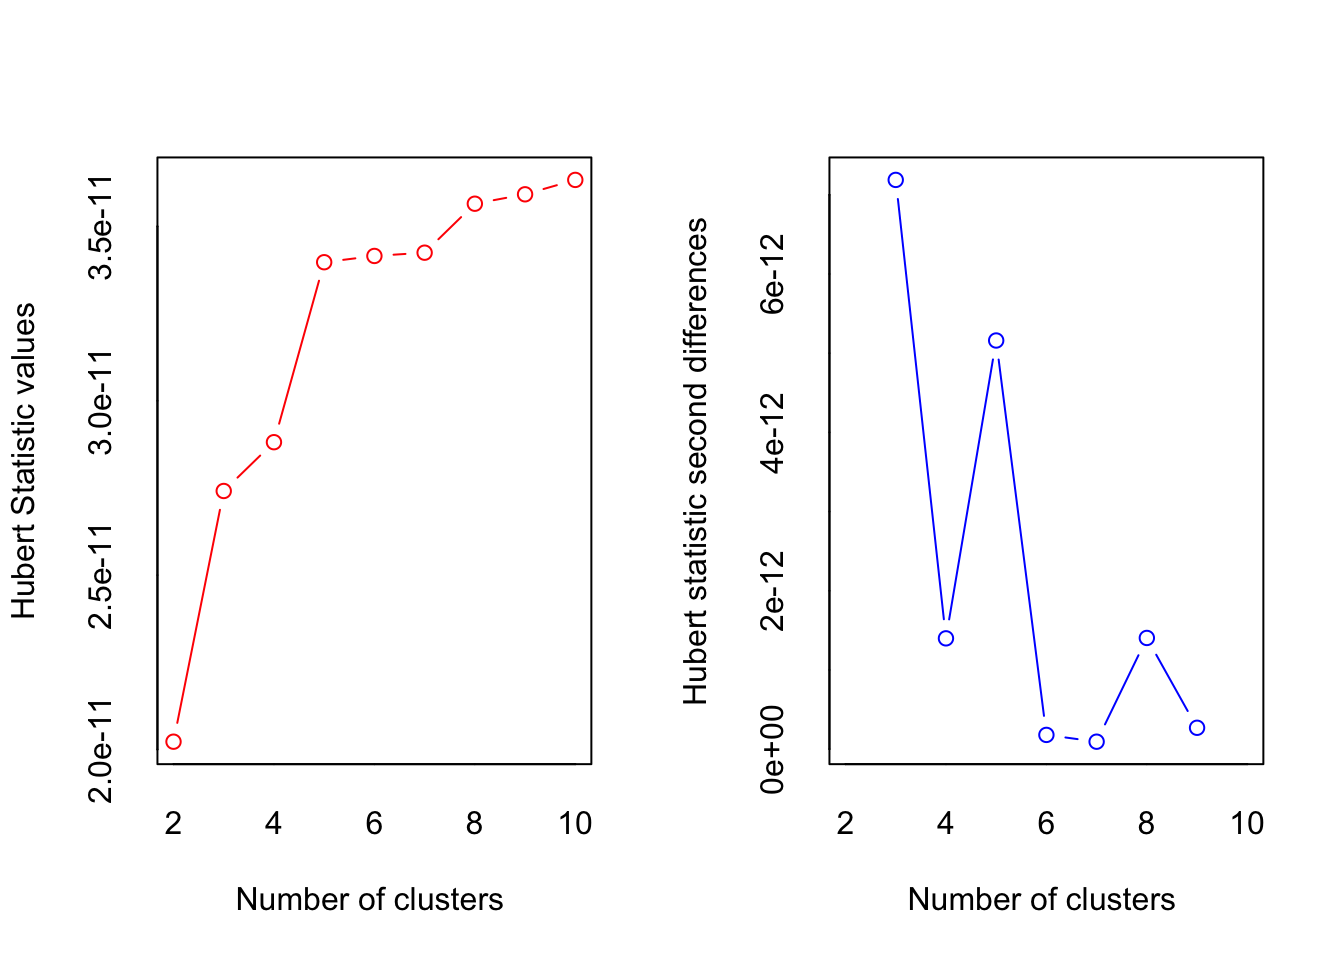 Hubert Statistic values
3.5e-11
3.0e-11
2.5e-11
2.0e-11
2 4 6 8 10
Number of clusters
Hubert statistic second differences
6e-12
4e-12
2e-12
0e+00
2 4 6 8 10
Number of clusters